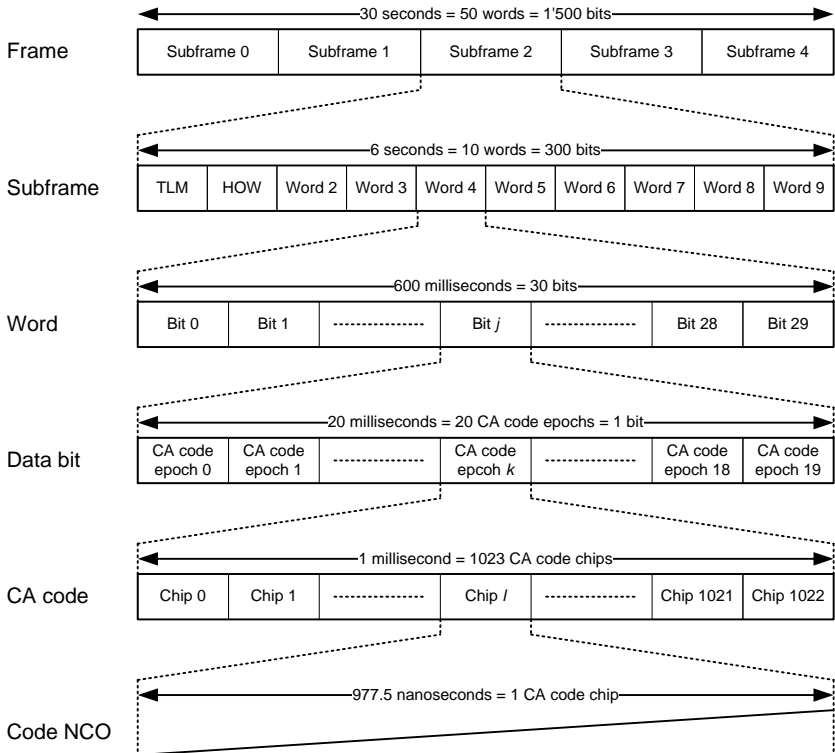 30 seconds = 50 words = 1'500 bits
Frame
Subframe 0 Subframe 1 Subframe 2 Subframe 3 Subframe 4
6 seconds = 10 words = 300 bits
Subframe
TLM HOW Word 2 Word 3 Word 4 Word 5 Word 6 Word 7 Word 8 Word 9
600 milliseconds = 30 bits
Word
Bit 0 Bit 1 Bit j Bit 28 Bit 29
20 milliseconds = 20 CA code epochs = 1 bit
Data bit
CA code CA code CA code CA code CA code
epoch 0 epoch 1 epcoh k epoch 18 epoch 19
1 millisecond = 1023 CA code chips
CA code
Chip 0 Chip 1 Chip l Chip 1021 Chip 1022
977.5 nanoseconds = 1 CA code chip
Code NCO